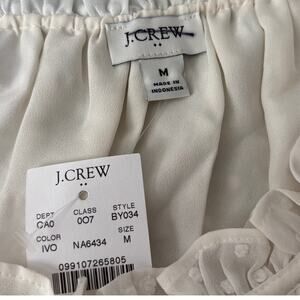 J.CREW
M
MADE IN
INDONESIA
J.CREW
DEPT CLASS STYLE
CA0 007 BY034
COLOR SIZE
IVO NA6434 M
099107265805